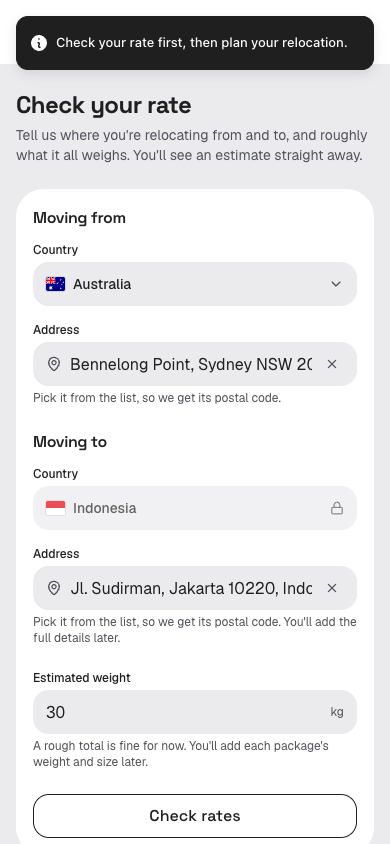 Check your rate first, then plan your relocation.
Check your rate
Tell us where you're relocating from and to, and roughly
what it all weighs. You'll see an estimate straight away.
Moving from
Country
Australia
Address
Bennelong Point, Sydney NSW 20
Pick it from the list, so we get its postal code.
Moving to
Country
Indonesia
Address
Jl. Sudirman, Jakarta 10220, Indo
Pick it from the list, so we get its postal code. You'll add the
full details later.
Estimated weight
30
kg
A rough total is fine for now. You'll add each package's
weight and size later.
Check rates